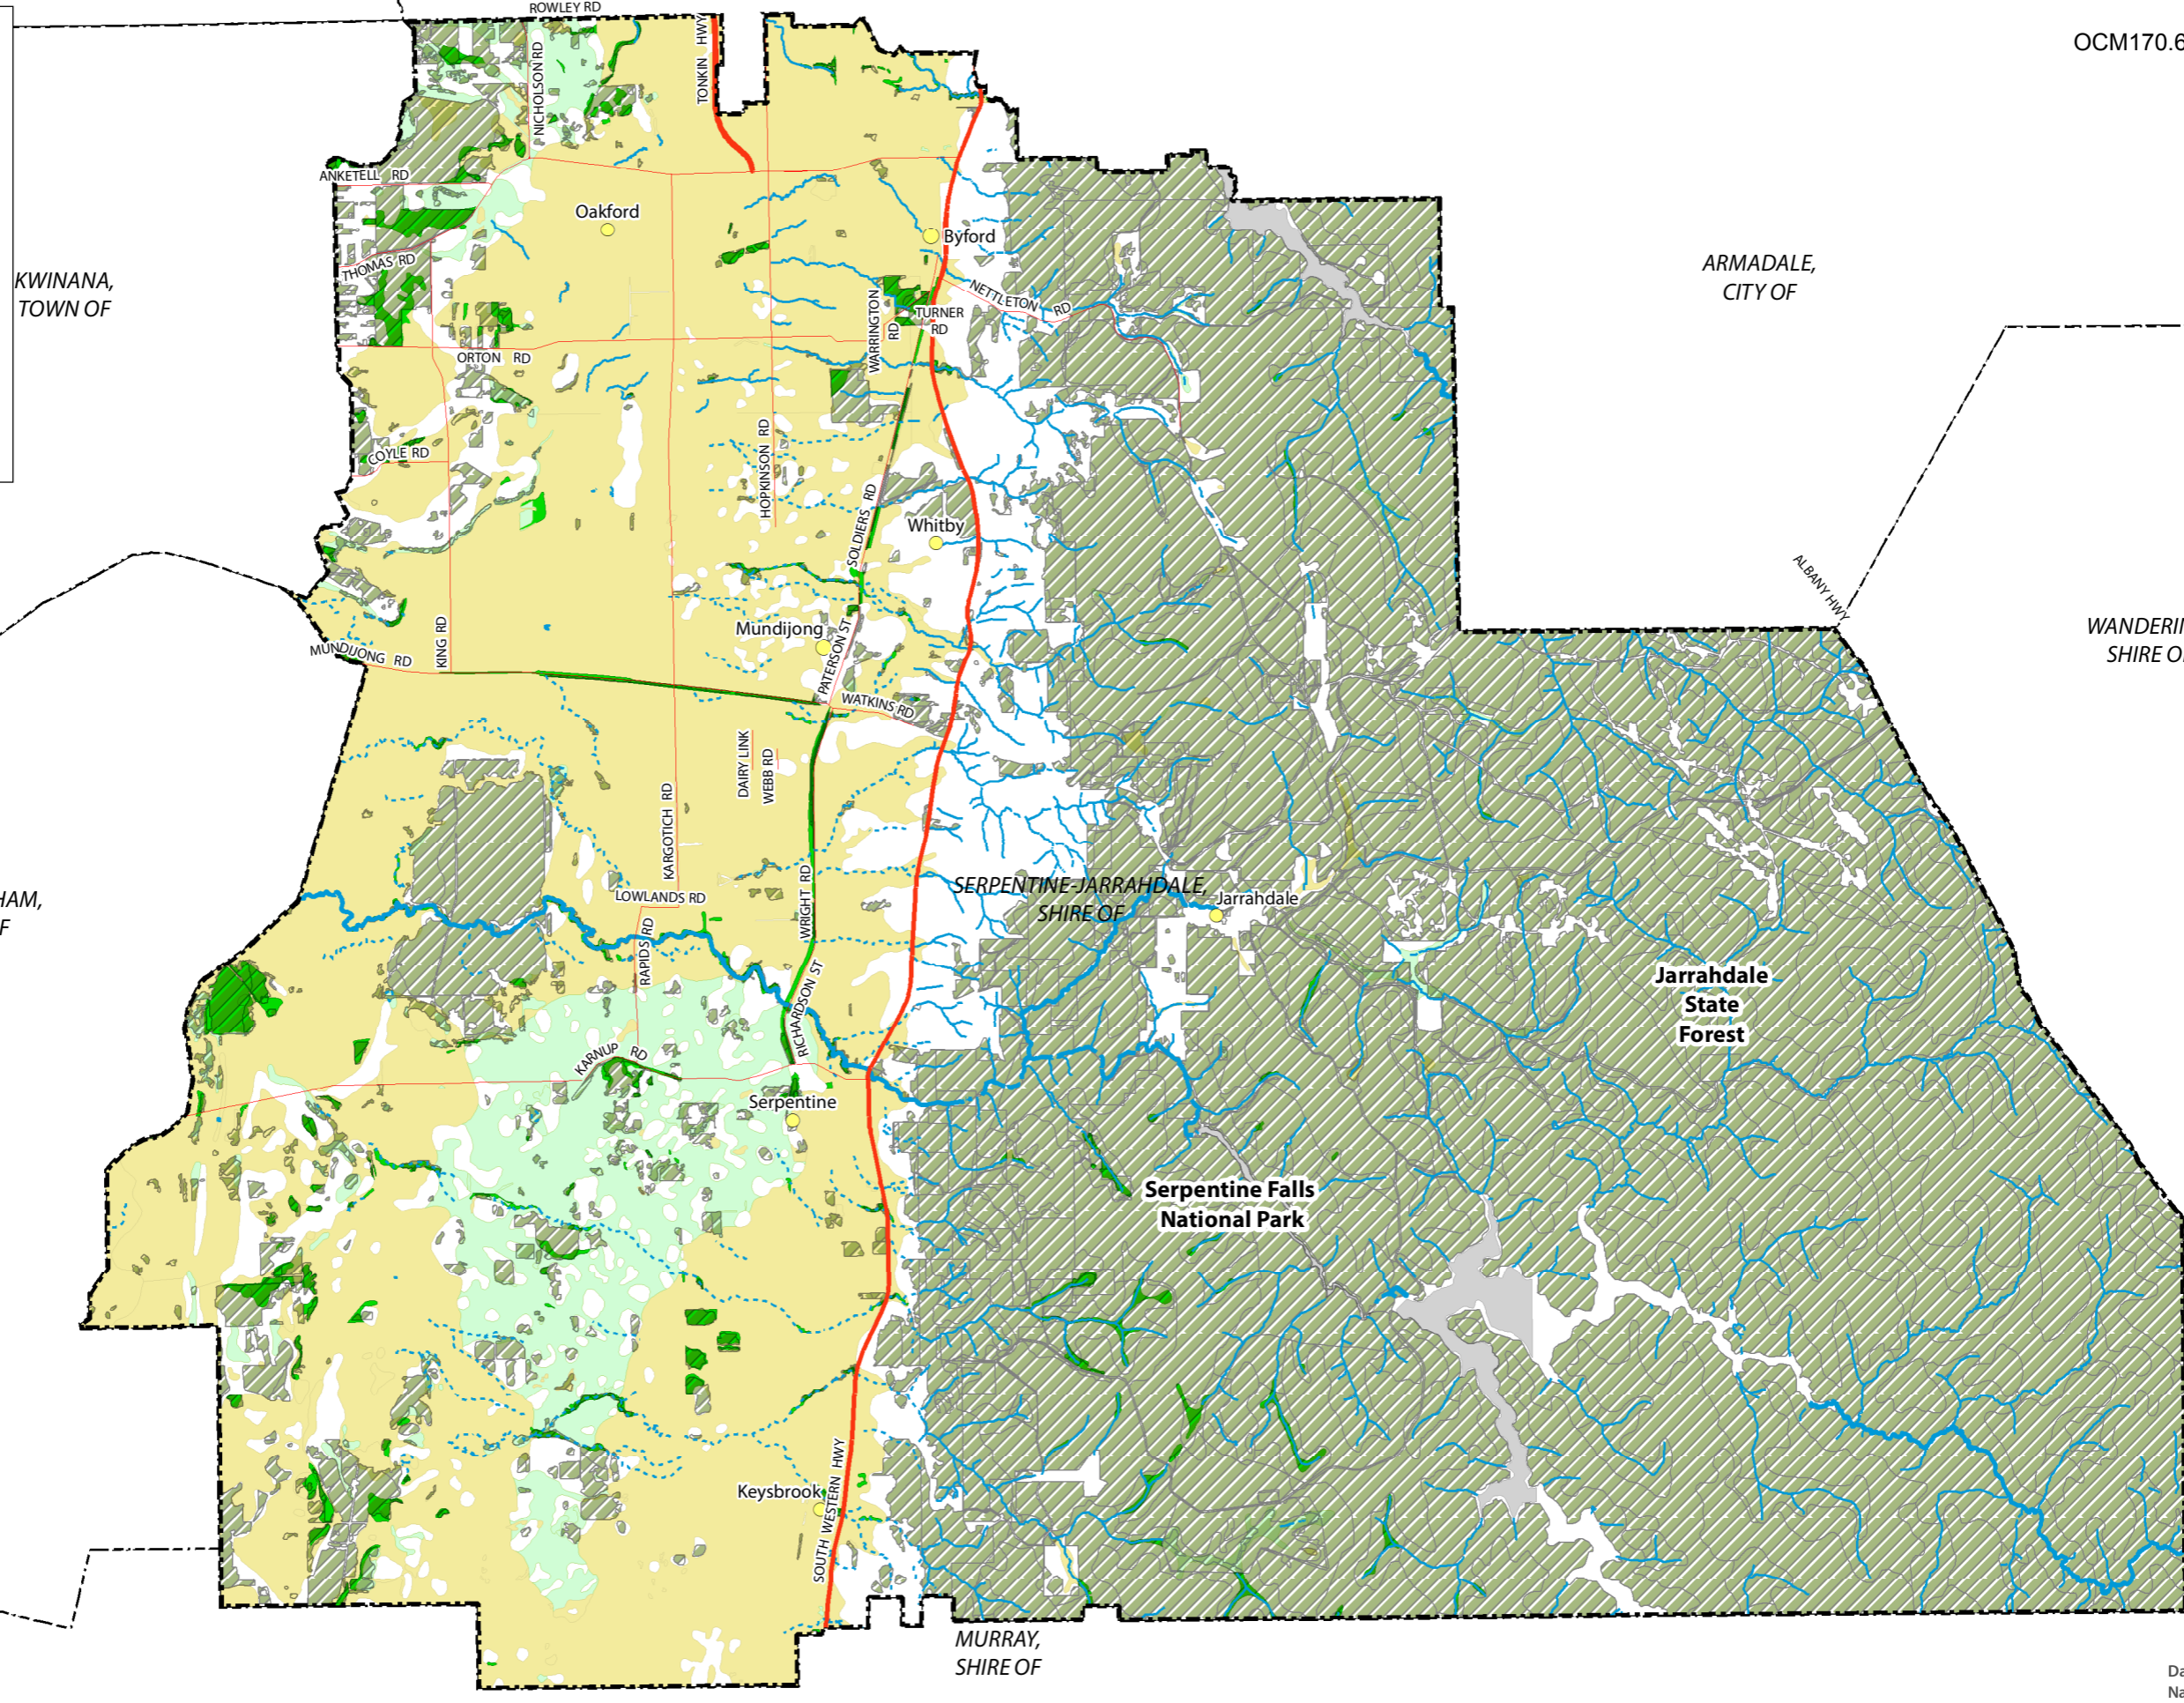 ROWLEY RD
OCM170.6
TONKIN HWY
NICHOLSON RD
ANKETELL RD
Oakford
Byford
THOMAS RD
KWINANA,
TOWN OF
ARMADALE,
CITY OF
NETTLETON RD
WARRINGTON
RD
TURNER
RD
ORTON RD
COYLE RD
HOPKINSON RD
SOLDIERS RD
Whitby
ALBANY HWY
KING RD
Mundijong
PATERSON ST
MUNDIJONG RD
WANDERIN
SHIRE O
WATKINS RD
DAIRY LINK
WEBB RD
KARGOTICH RD
WRIGHT RD
LOWLANDS RD
SERPENTINE-JARRAHDALE,
SHIRE OF
Jarrahdale
HAM,
F
RAPIDS RD
RICHARDSON ST
Jarrahdale
State
Forest
KARNUP RD
Serpentine
Serpentine Falls
National Park
Keysbrook
SOUTH WESTERN HWY
MURRAY,
SHIRE OF
Da
Na